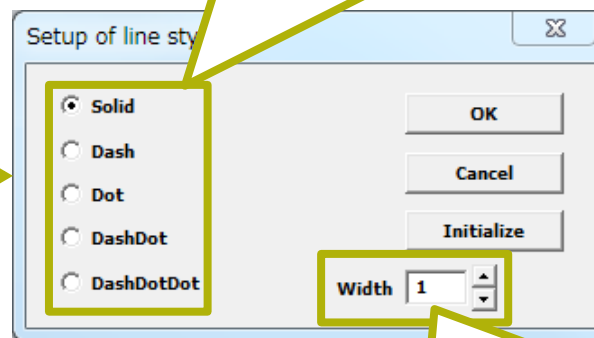 Setup of line sty
Solid
Dash
Dot
DashDot
DashDotDot
OK
Cancel
Initialize
Width 1